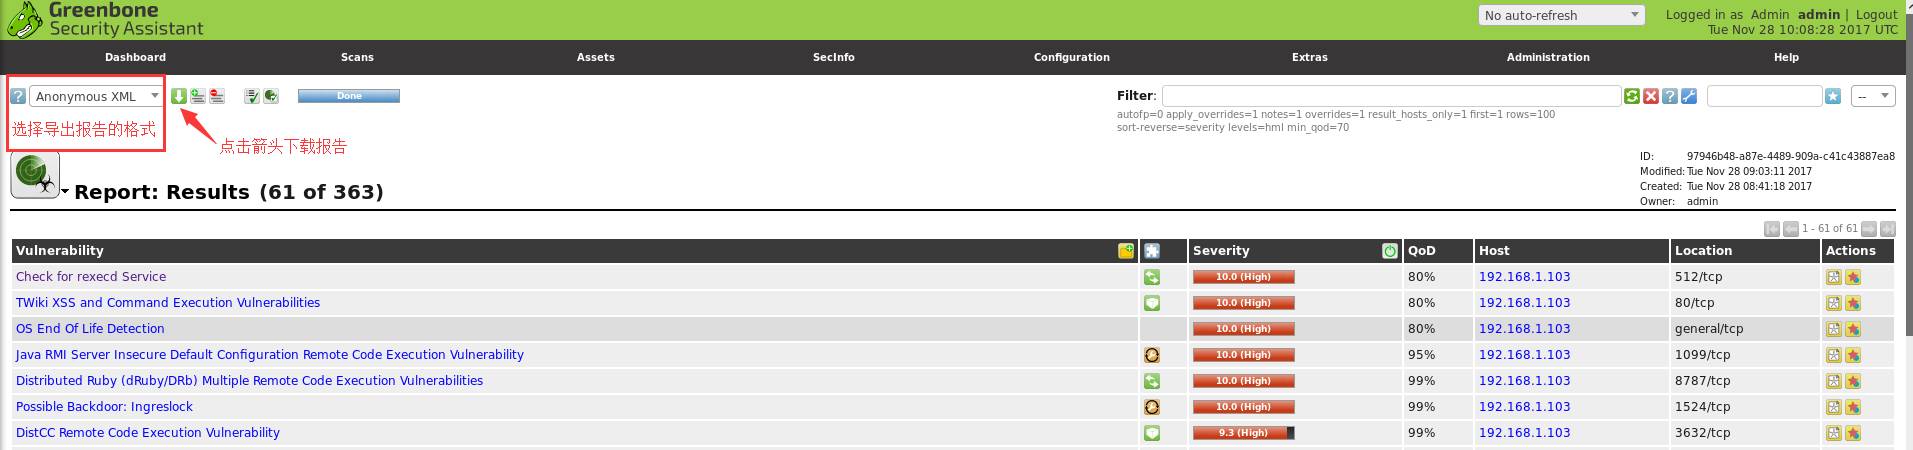 Greenbone
Security Assistant
No auto-refresh
Logged in as Admin admin | Logout
Tue Nov 28 10:08:28 2017 UTC
Dashboard Scans Assets SecInfo Configuration Extras Administration Help
? Anonymous XML Done Filter: ? --
选择导出报告的格式
点击箭头下载报告
autofp=0 apply_overrides=1 notes=1 overrides=1 result_hosts_only=1 first=1 rows=100
sort-reverse=severity levels=hml min_qod=70
ID: 97946b48-a87e-4489-909a-c41c43887ea8
Modified: Tue Nov 28 09:03:11 2017
Created: Tue Nov 28 08:41:18 2017
Owner: admin
Report: Results (61 of 363)
1 - 61 of 61
Vulnerability Severity QoD Host Location Actions
Check for rexecd Service 10.0 (High) 80% 192.168.1.103 512/tcp
TWiki XSS and Command Execution Vulnerabilities 10.0 (High) 80% 192.168.1.103 80/tcp
OS End Of Life Detection 10.0 (High) 80% 192.168.1.103 general/tcp
Java RMI Server Insecure Default Configuration Remote Code Execution Vulnerability 10.0 (High) 95% 192.168.1.103 1099/tcp
Distributed Ruby (dRuby/DRb) Multiple Remote Code Execution Vulnerabilities 10.0 (High) 99% 192.168.1.103 8787/tcp
Possible Backdoor: Ingreslock 10.0 (High) 99% 192.168.1.103 1524/tcp
DistCC Remote Code Execution Vulnerability 9.3 (High) 99% 192.168.1.103 3632/tcp